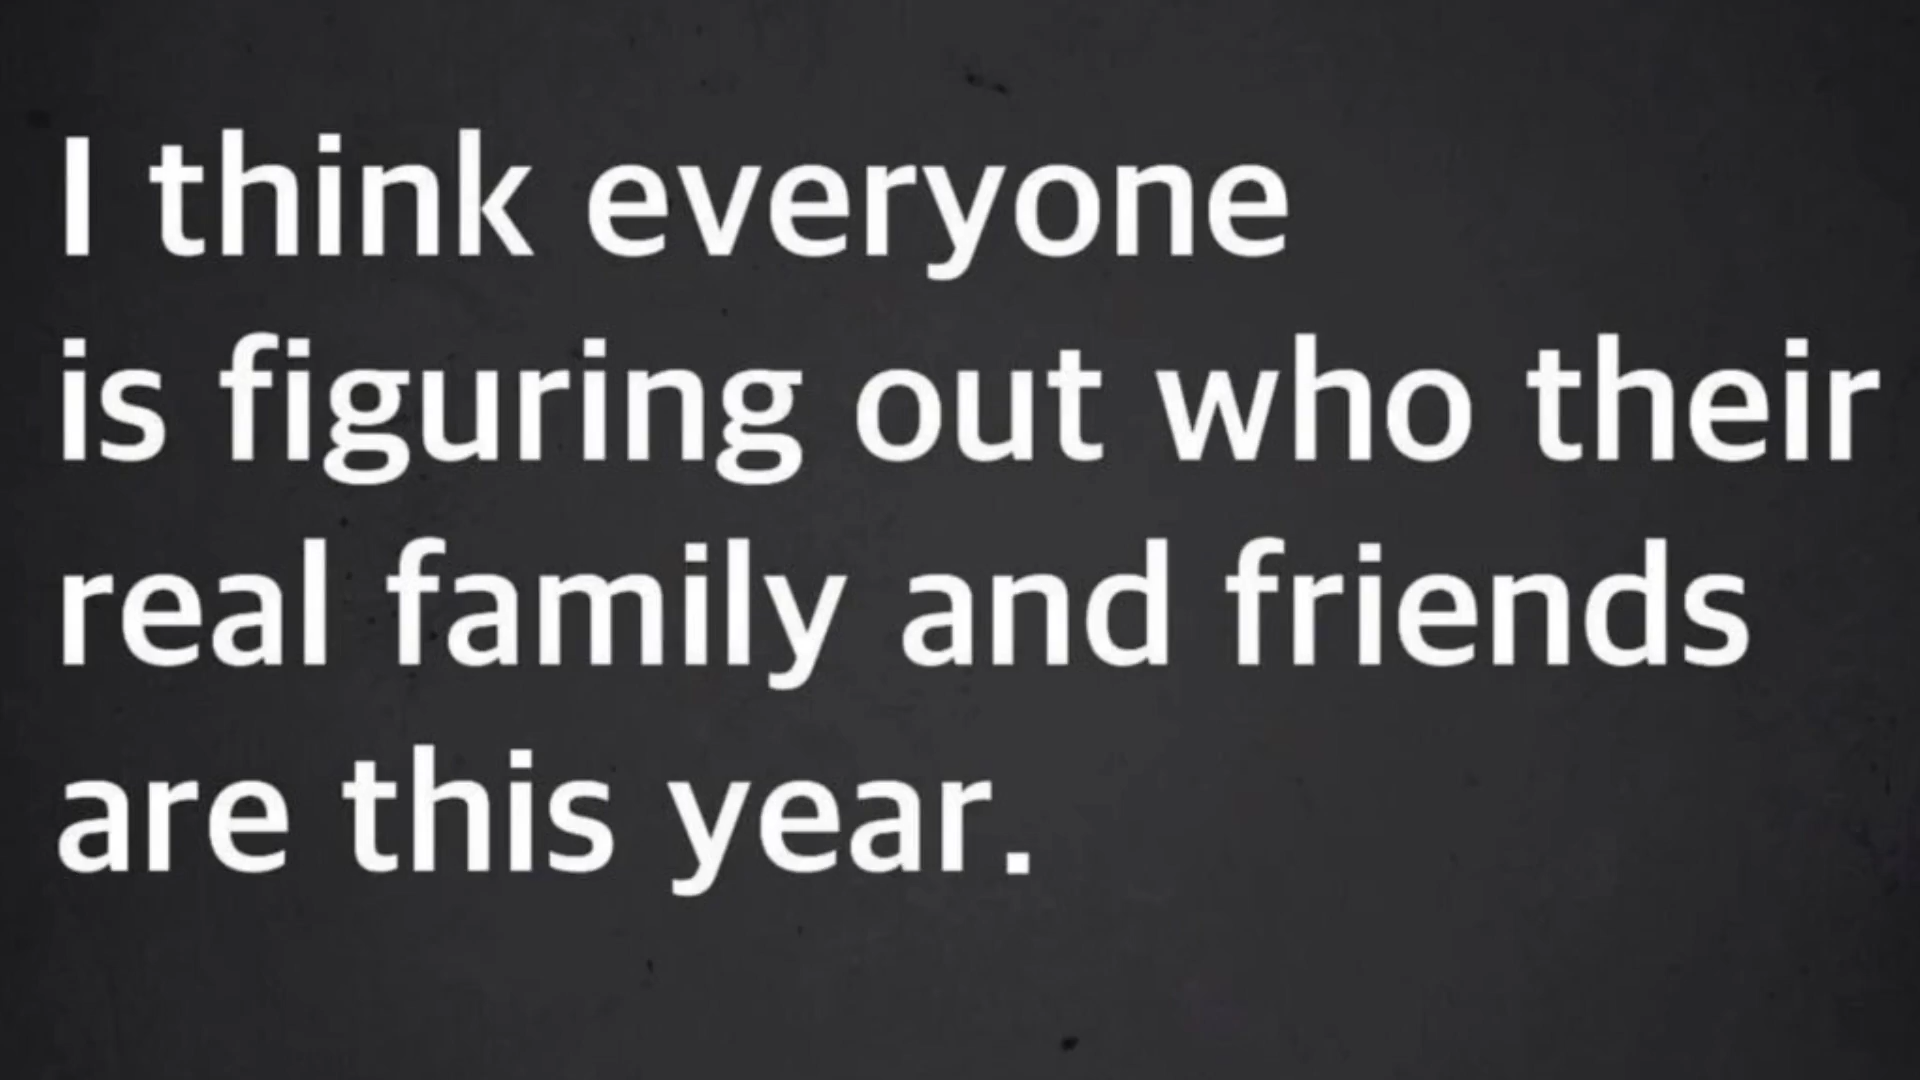 I think everyone
is figuring out who their
real family and friends
are this year.